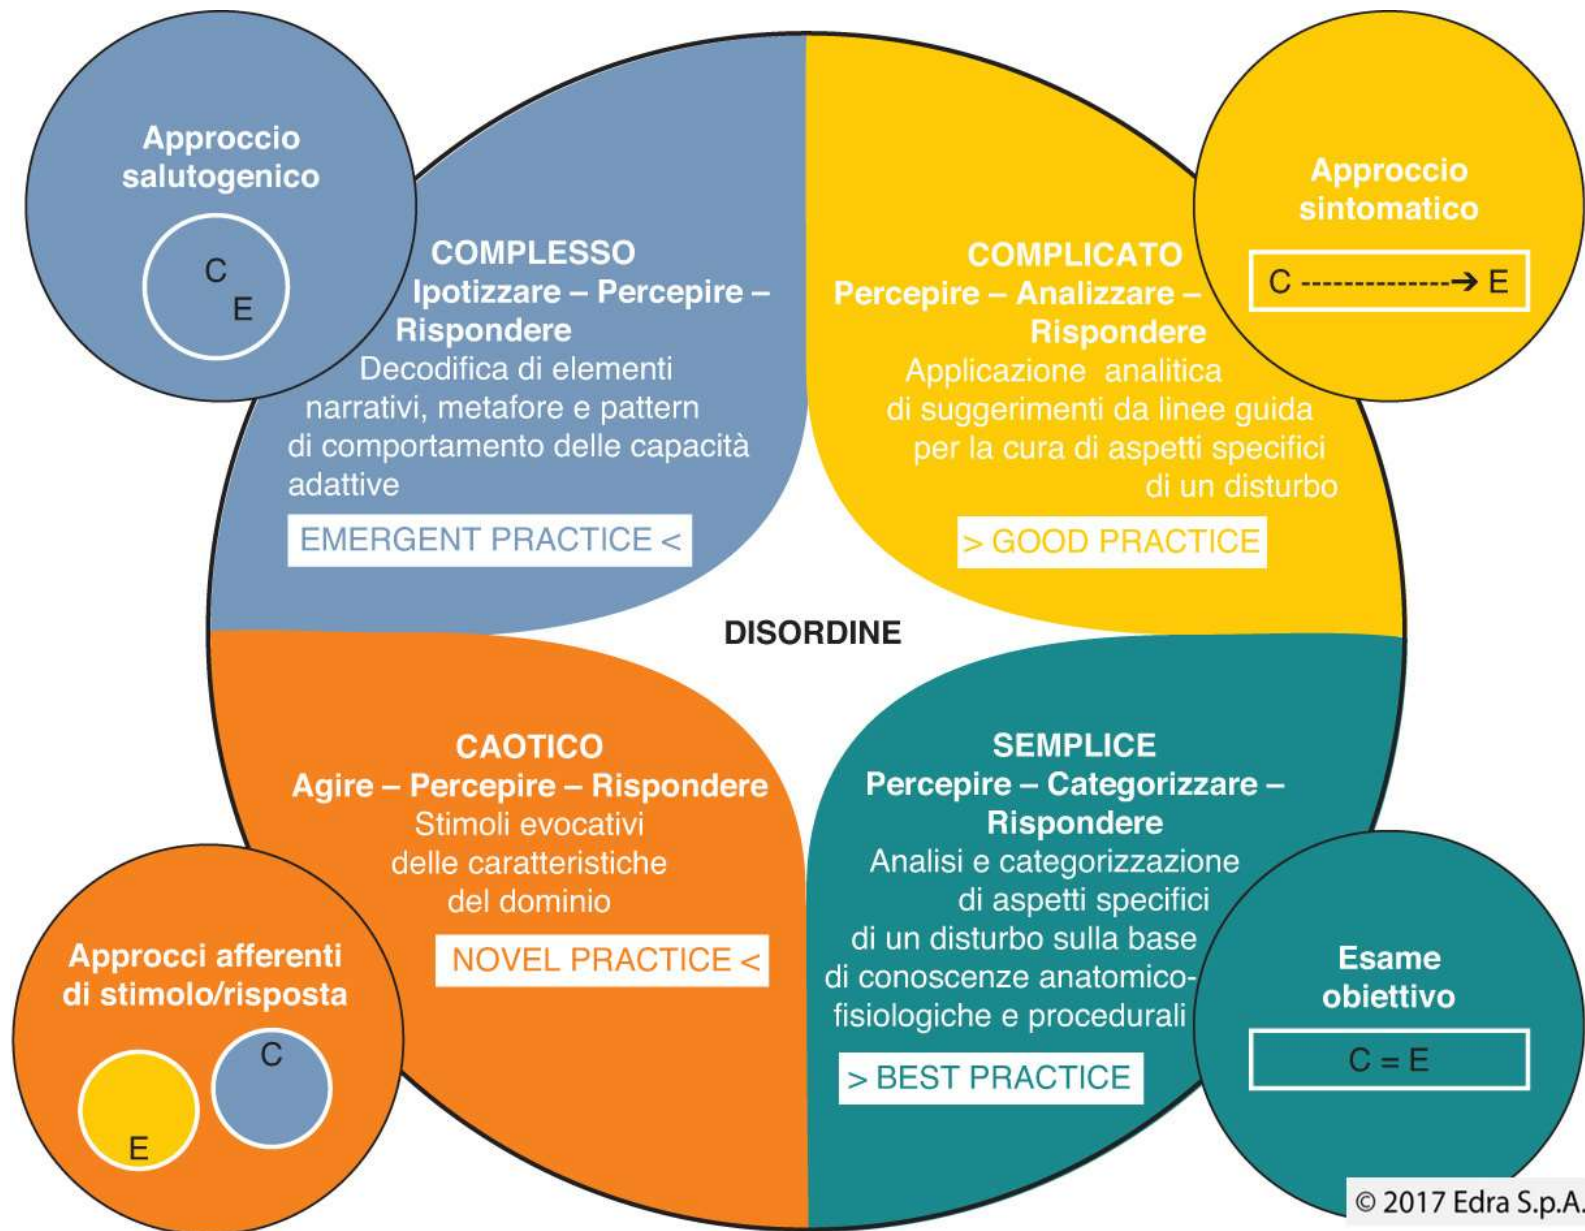 Approccio
salutogenico
C
E
COMPLESSO
Ipotizzare – Percepire –
Rispondere
Decodifica di elementi
narrativi, metafore e pattern
di comportamento delle capacità
adattive
EMERGENT PRACTICE <
Approccio
sintomatico
C --------------➔ E
COMPLICATO
Percepire – Analizzare –
Rispondere
Applicazione analitica
di suggerimenti da linee guida
per la cura di aspetti specifici
di un disturbo
> GOOD PRACTICE
DISORDINE
CAOTICO
Agire – Percepire – Rispondere
Stimoli evocativi
delle caratteristiche
del dominio
NOVEL PRACTICE <
Approcci afferenti
di stimolo/risposta
C
E
SEMPLICE
Percepire – Categorizzare –
Rispondere
Analisi e categorizzazione
di aspetti specifici
di un disturbo sulla base
di conoscenze anatomico-
fisiologiche e procedurali
> BEST PRACTICE
Esame
obiettivo
C = E
© 2017 Edra S.p.A.